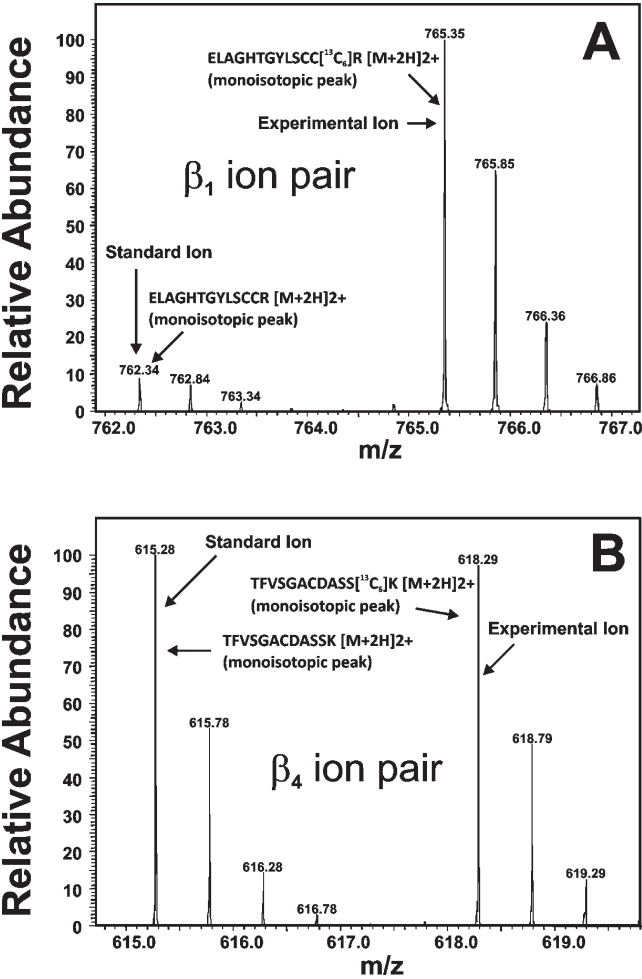 A
Relative Abundance
100
90
80
70
60
50
40
30
20
10
0
765.35
ELAGHTGYLSCC[¹³C₆]R [M+2H]2+
(monoisotopic peak)
Experimental Ion
765.85
β₁ ion pair
Standard Ion
ELAGHTGYLSCCR [M+2H]2+
(monoisotopic peak)
766.36
762.34
762.84
763.34
766.86
762.0 763.0 764.0 765.0 766.0 767.0
m/z
B
Relative Abundance
100
90
80
70
60
50
40
30
20
10
0
615.28
Standard Ion
618.29
TFVSGACDASS[¹³C₆]K [M+2H]2+
(monoisotopic peak)
Experimental Ion
TFVSGACDASSK [M+2H]2+
(monoisotopic peak)
615.78
618.79
β₄ ion pair
616.28
619.29
616.78
615.0 616.0 617.0 618.0 619.0
m/z